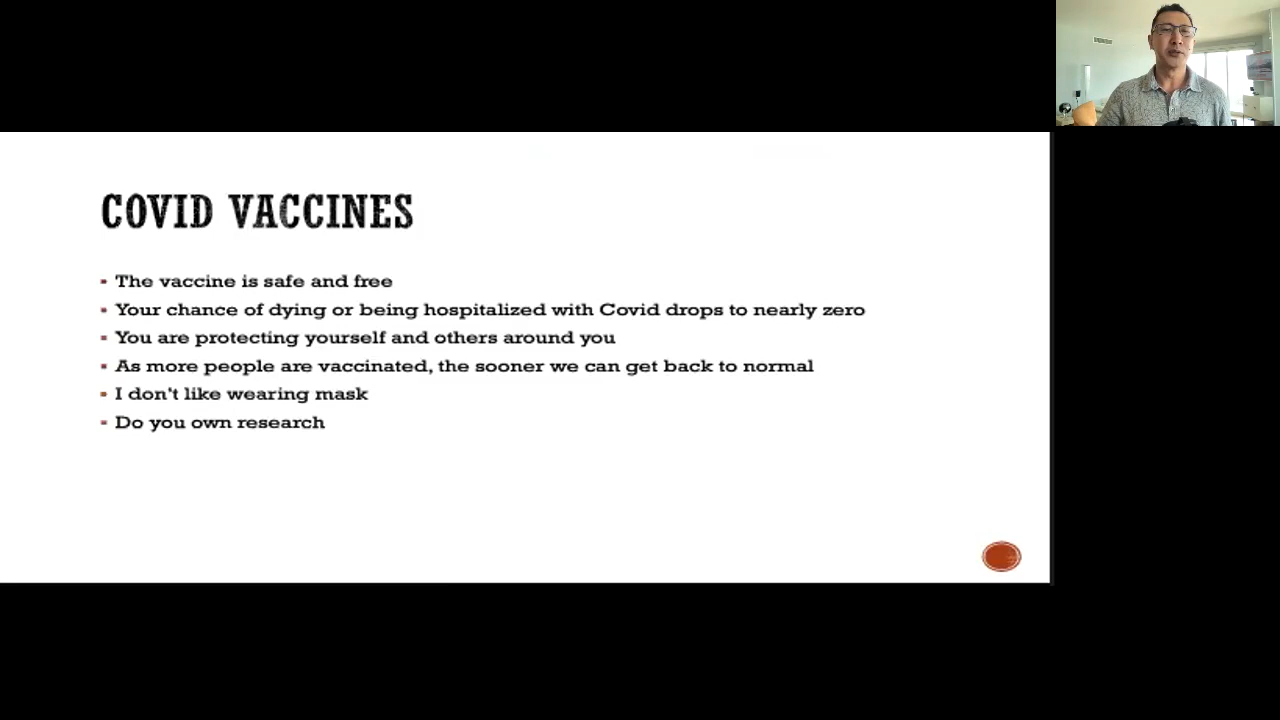 COVID VACCINES
The vaccine is safe and free
Your chance of dying or being hospitalized with Covid drops to nearly zero
You are protecting yourself and others around you
As more people are vaccinated, the sooner we can get back to normal
I don't like wearing mask
Do you own research